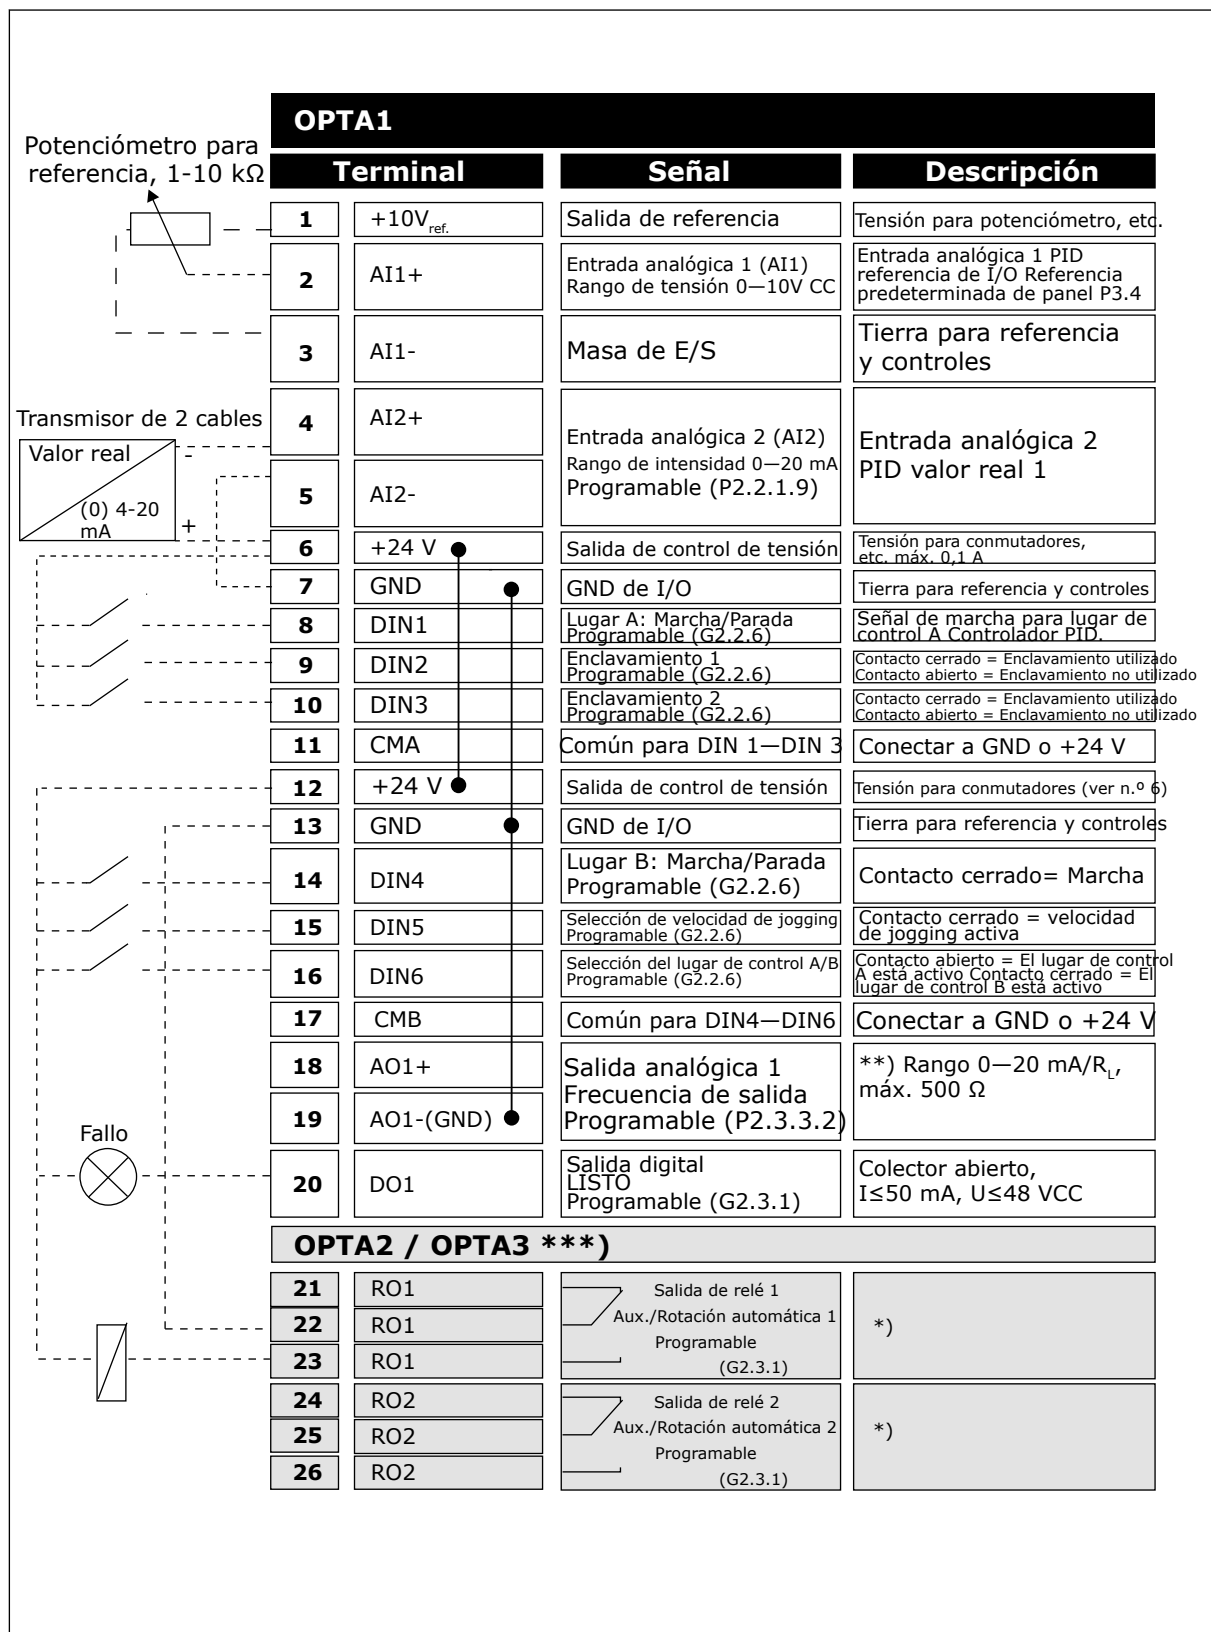 OPTA1
Potenciómetro para
referencia, 1-10 kΩ
Terminal Señal Descripción
1 +10Vref. Salida de referencia Tensión para potenciómetro, etc.
2 AI1+
Entrada analógica 1 (AI1)
Rango de tensión 0—10V CC
Entrada analógica 1 PID
referencia de I/O Referencia
predeterminada de panel P3.4
3 AI1- Masa de E/S
Tierra para referencia
y controles
Transmisor de 2 cables
Valor real
-
(0) 4-20
mA
+
4 AI2+
5 AI2-
Entrada analógica 2 (AI2)
Rango de intensidad 0—20 mA
Programable (P2.2.1.9)
Entrada analógica 2
PID valor real 1
6 +24 V Salida de control de tensión
Tensión para conmutadores,
etc. máx. 0,1 A
7 GND GND de I/O Tierra para referencia y controles
8 DIN1
Lugar A: Marcha/Parada
Programable (G2.2.6)
Señal de marcha para lugar de
control A Controlador PID.
9 DIN2
Enclavamiento 1
Programable (G2.2.6)
Contacto cerrado = Enclavamiento utilizado
Contacto abierto = Enclavamiento no utilizado
10 DIN3
Enclavamiento 2
Programable (G2.2.6)
Contacto cerrado = Enclavamiento utilizado
Contacto abierto = Enclavamiento no utilizado
11 CMA Común para DIN 1—DIN 3 Conectar a GND o +24 V
12 +24 V Salida de control de tensión Tensión para conmutadores (ver n.º 6)
13 GND GND de I/O Tierra para referencia y controles
14 DIN4
Lugar B: Marcha/Parada
Programable (G2.2.6)
Contacto cerrado= Marcha
15 DIN5
Selección de velocidad de jogging
Programable (G2.2.6)
Contacto cerrado = velocidad
de jogging activa
16 DIN6
Selección del lugar de control A/B
Programable (G2.2.6)
Contacto abierto = El lugar de control
A está activo Contacto cerrado = El
lugar de control B está activo
17 CMB Común para DIN4—DIN6 Conectar a GND o +24 V
18 AO1+
19 AO1-(GND)
Salida analógica 1
Frecuencia de salida
Programable (P2.3.3.2)
**) Rango 0—20 mA/RL,
máx. 500 Ω
Fallo
20 DO1
Salida digital
LISTO
Programable (G2.3.1)
Colector abierto,
I≤50 mA, U≤48 VCC
OPTA2 / OPTA3 ***)
21 RO1
22 RO1
23 RO1
Salida de relé 1
Aux./Rotación automática 1
Programable
(G2.3.1)
*)
24 RO2
25 RO2
26 RO2
Salida de relé 2
Aux./Rotación automática 2
Programable
(G2.3.1)
*)